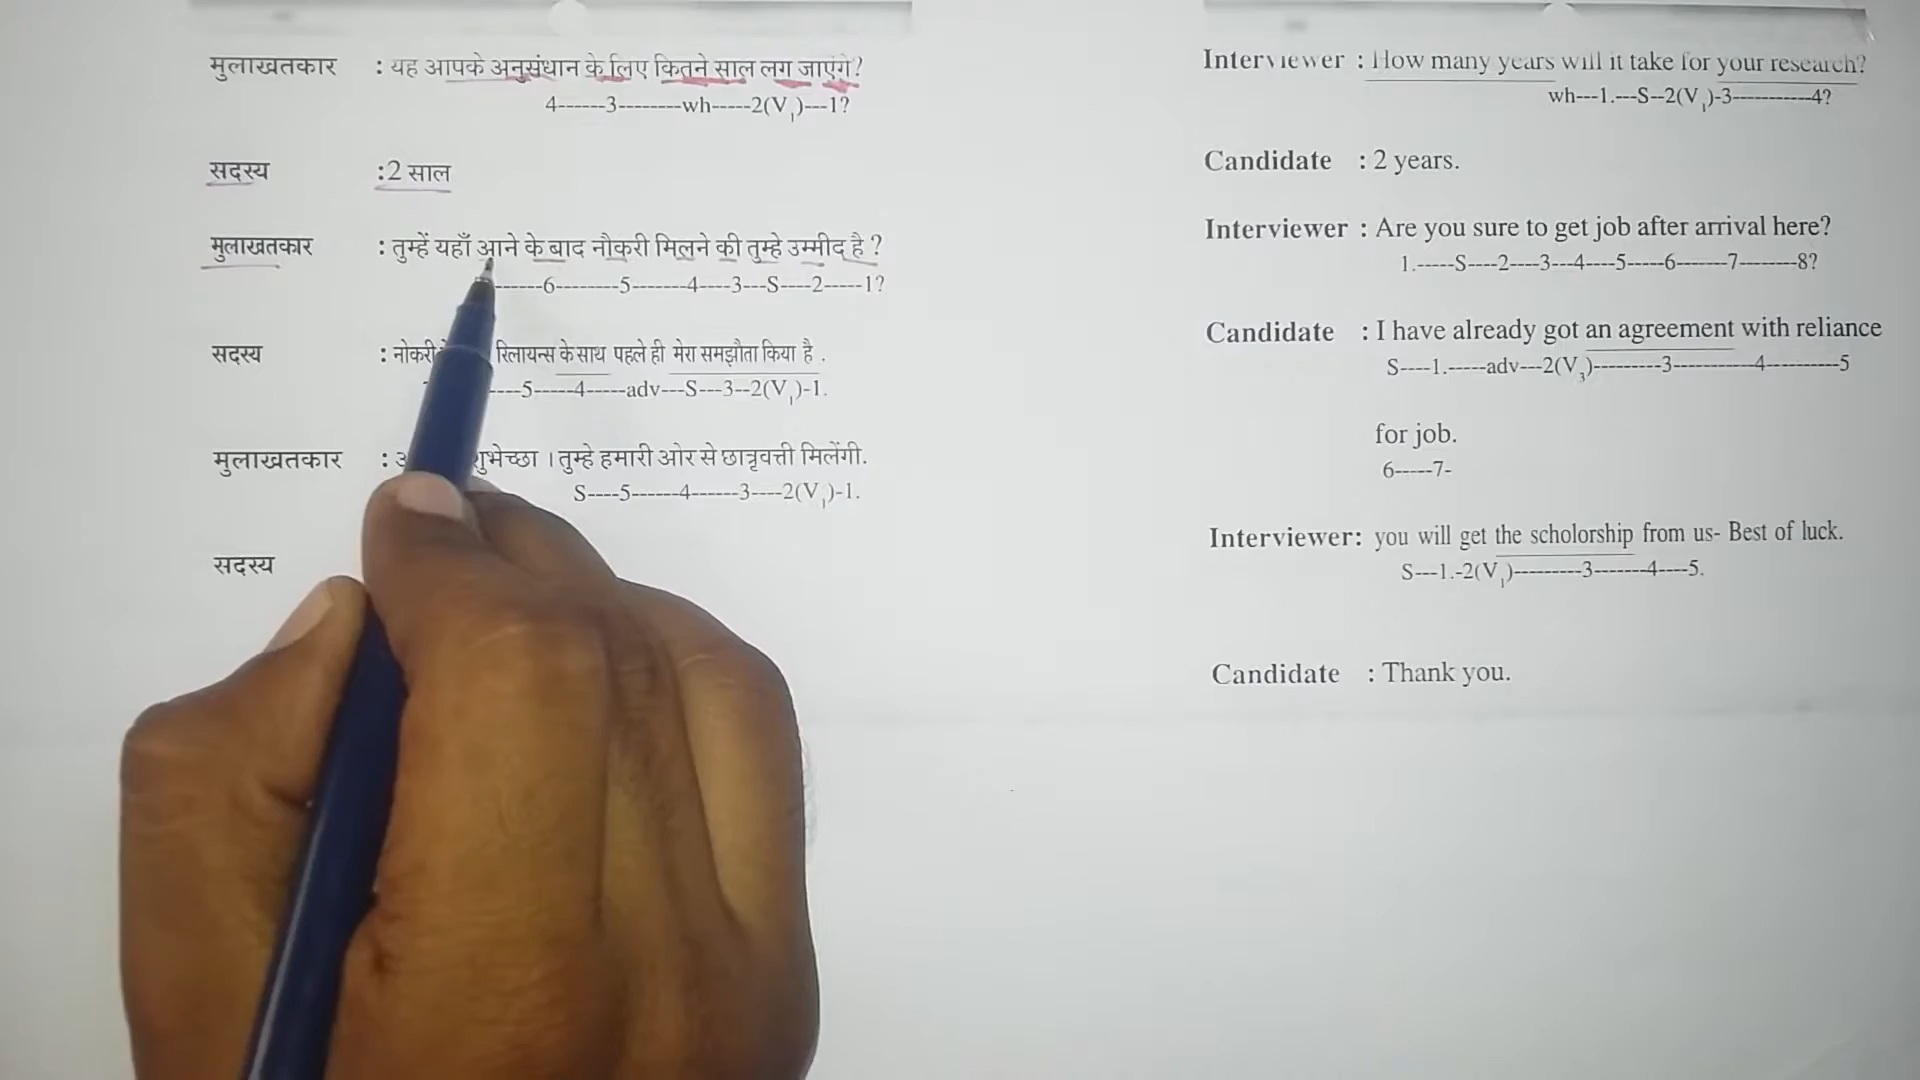 मुलाखतकार : यह आपके अनुसंधान के लिए कितने साल लग जाएंगे?
4------3--------wh-----2(V1)---1?
सदस्य :2 साल
मुलाखतकार : तुम्हें यहाँ आने के बाद नौकरी मिलने की तुम्हे उम्मीद है ?
------6--------5-------4----3---S----2-----1?
सदस्य : नोकरी रिलायन्स के साथ पहले ही मेरा समझौता किया है .
----5-----4-----adv---S---3--2(V1)-1.
मुलाखतकार : शुभेच्छा । तुम्हे हमारी ओर से छात्रृवत्ती मिलेंगी.
S----5------4------3----2(V1)-1.
सदस्य
Interviewer : How many years will it take for your research?
wh---1.---S--2(V1)-3-----------4?
Candidate : 2 years.
Interviewer : Are you sure to get job after arrival here?
1.-----S----2----3---4----5-----6-------7--------8?
Candidate : I have already got an agreement with reliance
S----1.-----adv---2(V3)---------3-----------4----------5
for job.
6-----7-
Interviewer: you will get the scholorship from us- Best of luck.
S---1.-2(V1)---------3-------4----5.
Candidate : Thank you.